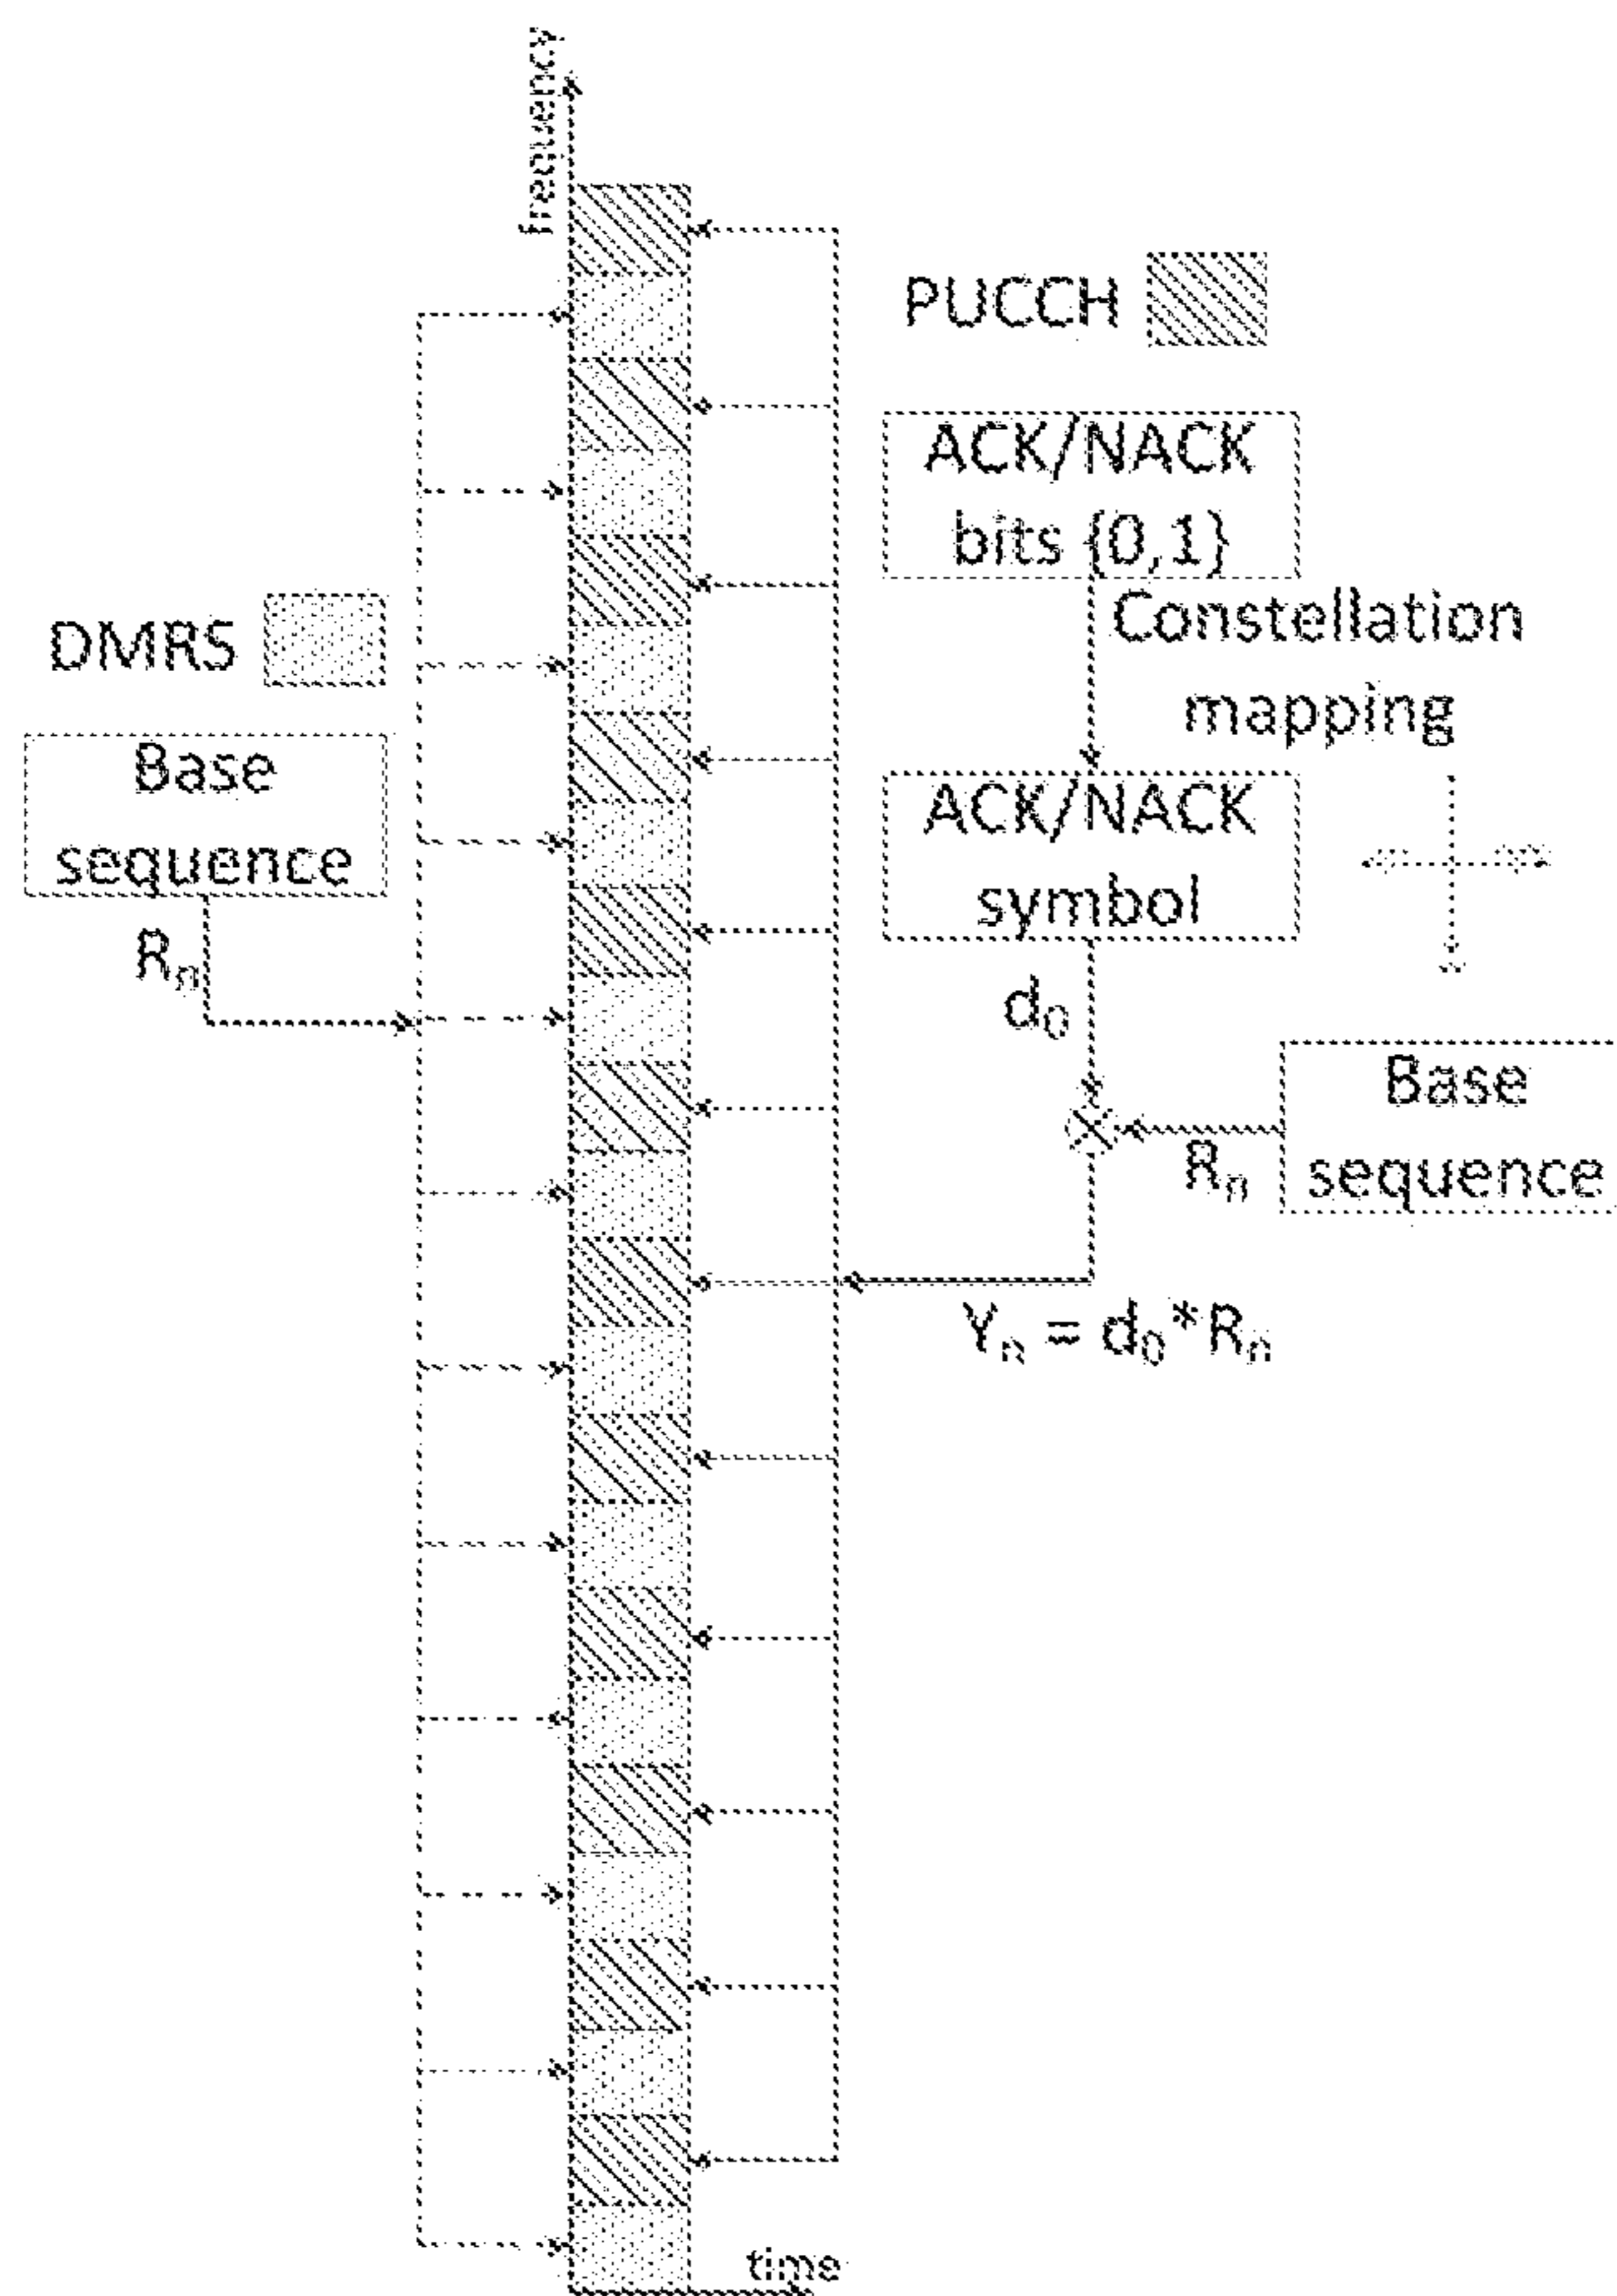 frequency
PUCCH
ACK/NACK
bits {0,1}
Constellation
mapping
DMRS
Base
sequence
Rn
ACK/NACK
symbol
d0
Base
sequence
Rn
Yn = d0*Rn
time